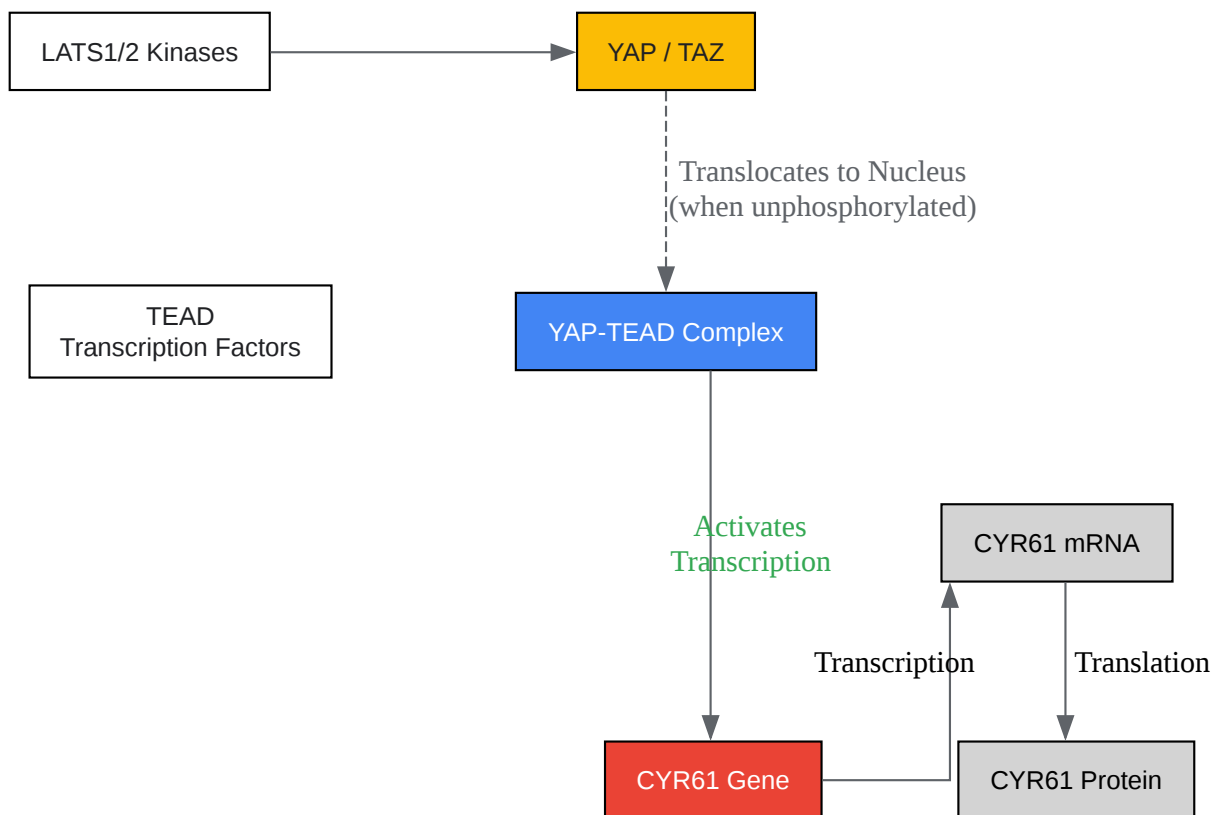 LATS1/2 Kinases
YAP / TAZ
Translocates to Nucleus
(when unphosphorylated)
TEAD
Transcription Factors
YAP-TEAD Complex
Activates
Transcription
CYR61 mRNA
Transcription
Translation
CYR61 Gene
CYR61 Protein